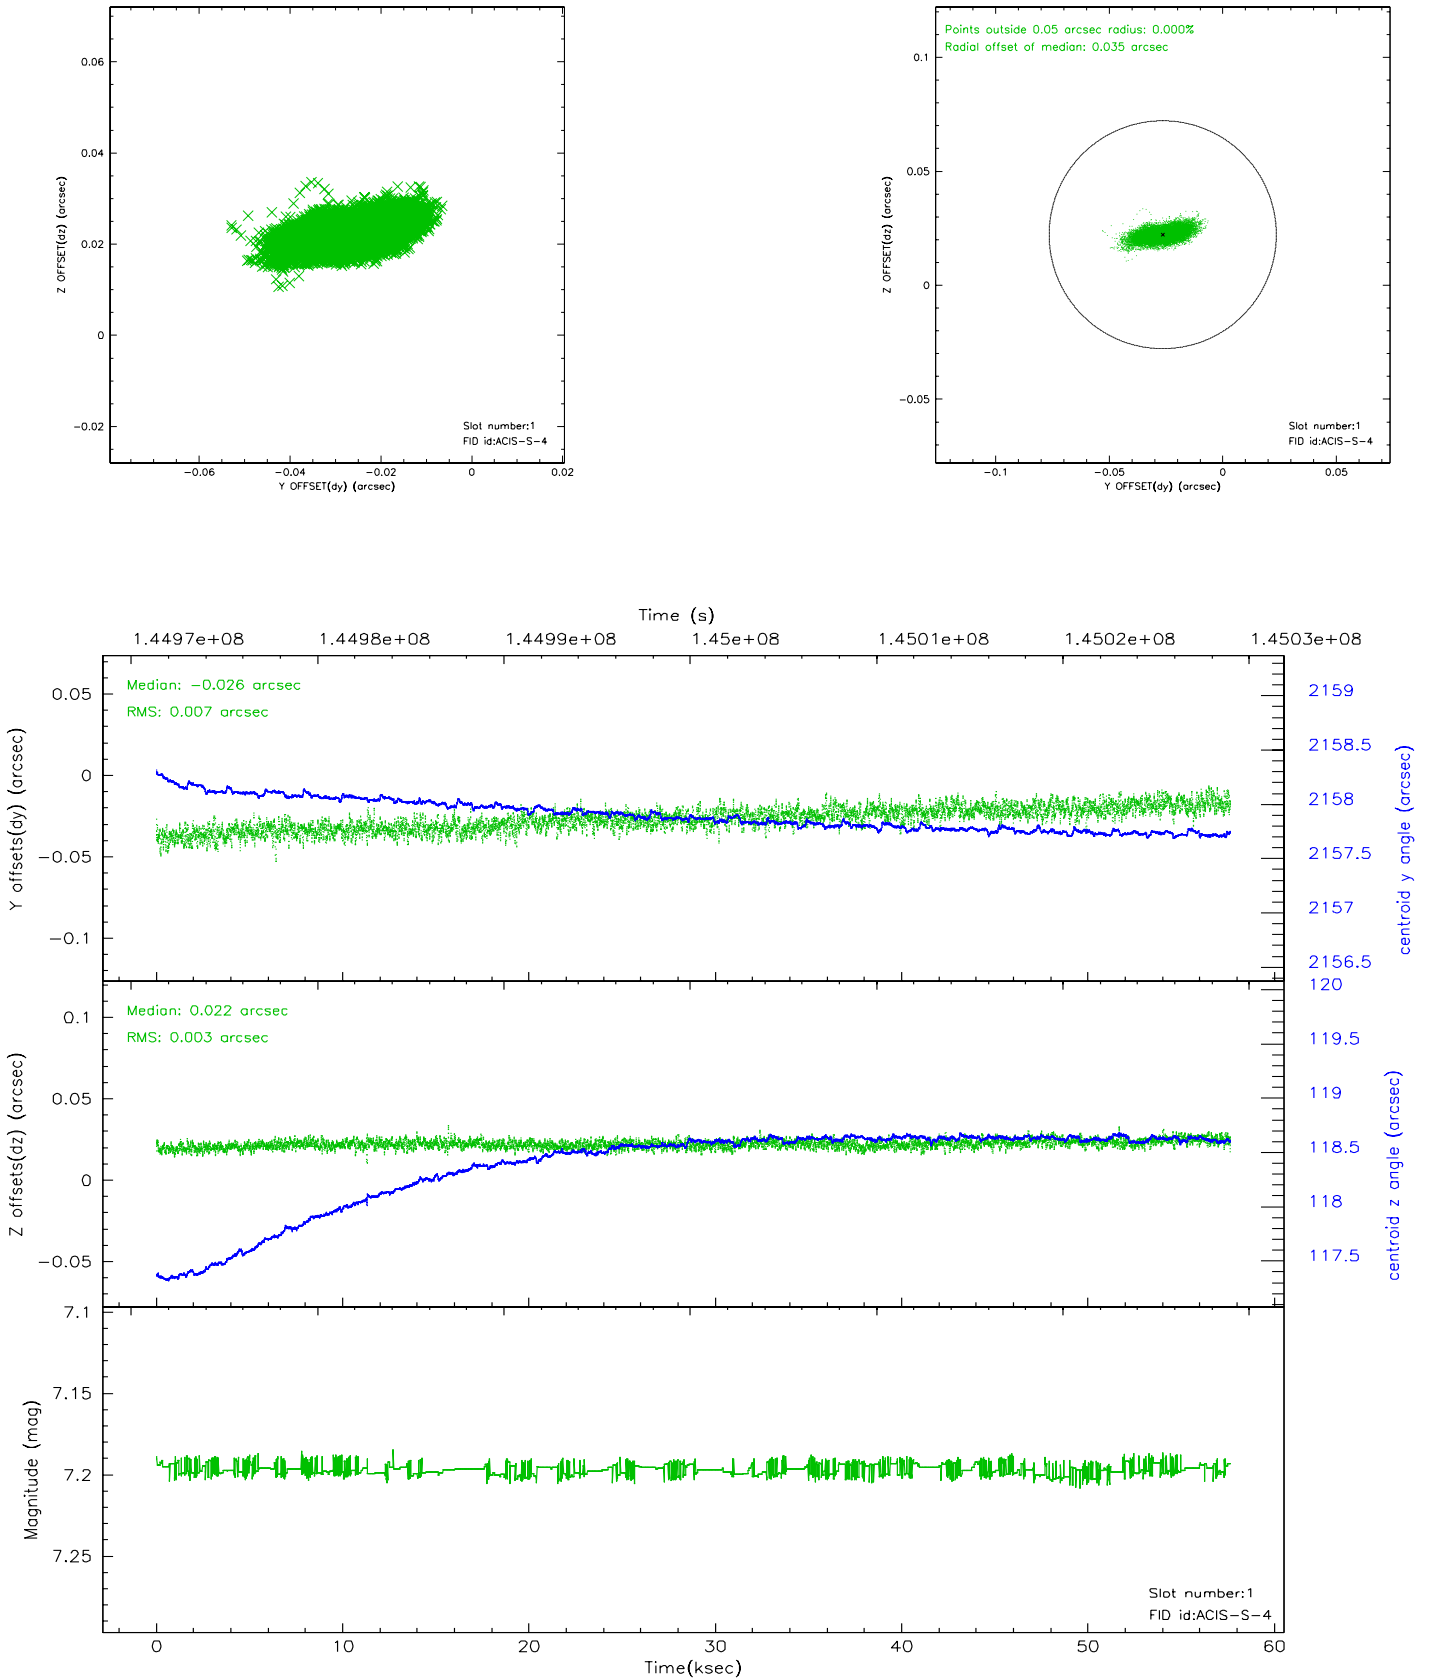 0.06
0.04
0.02
0
−0.02
Z OFFSET(dz) (arcsec)
Slot number:1
FID id:ACIS−S−4
−0.06 −0.04 −0.02 0 0.02
Y OFFSET(dy) (arcsec)
Points outside 0.05 arcsec radius: 0.000%
Radial offset of median: 0.035 arcsec
0.1
0.05
0
−0.05
Z OFFSET(dz) (arcsec)
Slot number:1
FID id:ACIS−S−4
−0.1 −0.05 0 0.05
Y OFFSET(dy) (arcsec)
Time (s)
1.4497e+08 1.4498e+08 1.4499e+08 1.45e+08 1.4501e+08 1.4502e+08 1.4503e+08
Median: −0.026 arcsec
RMS: 0.007 arcsec
0.05
0
−0.05
−0.1
Y offsets(dy) (arcsec)
2159
2158.5
2158
2157.5
2157
2156.5
centroid y angle (arcsec)
Median: 0.022 arcsec
RMS: 0.003 arcsec
0.1
0.05
0
−0.05
Z offsets(dz) (arcsec)
120
119.5
119
118.5
118
117.5
centroid z angle (arcsec)
7.1
7.15
7.2
7.25
Magnitude (mag)
Slot number:1
FID id:ACIS−S−4
0 10 20 30 40 50 60
Time(ksec)